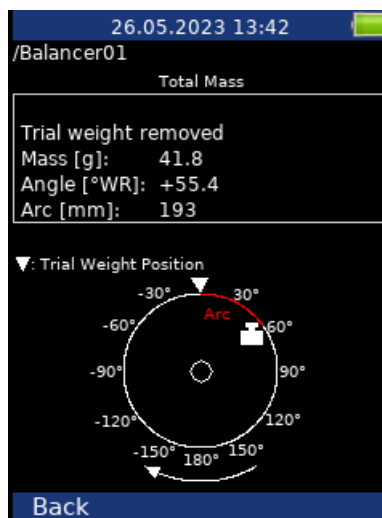 26.05.2023 13:42
/Balancer01
Total Mass
Trial weight removed
Mass [g]: 41.8
Angle [°WR]: +55.4
Arc [mm]: 193
▼: Trial Weight Position
-30° 30°
Arc
-60° 60°
-90° 90°
-120° 120°
-150° 180° 150°
Back